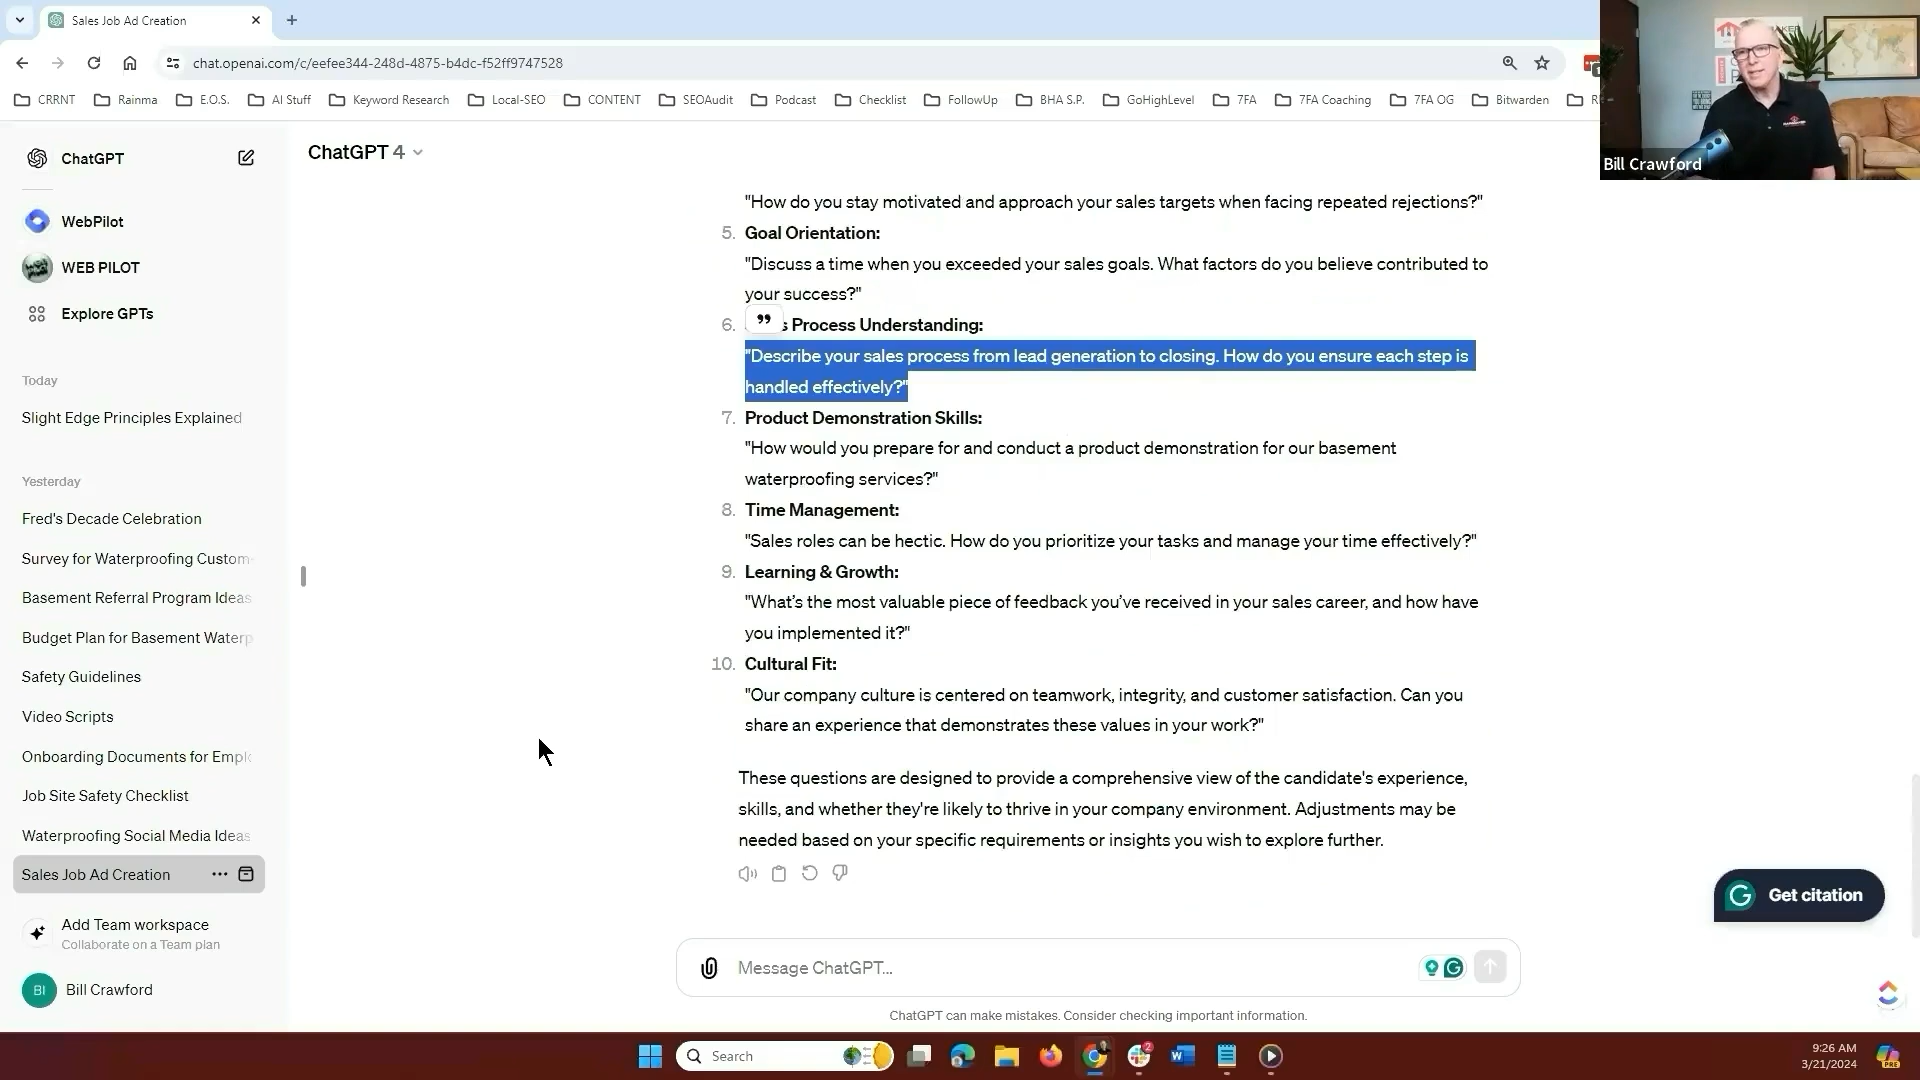 Sales Job Ad Creation
chat.openai.com/c/eefee344-248d-4875-b4dc-f52ff9747528
CRRNT
Rainma
E.O.S.
AI Stuff
Keyword Research
Local-SEO
CONTENT
SEOAudit
Podcast
Checklist
FollowUp
BHA S.P.
GoHighLevel
7FA
7FA Coaching
7FA OG
Bitwarden
Bill Crawford
ChatGPT
WebPilot
WEB PILOT
Explore GPTs
Today
Slight Edge Principles Explained
Yesterday
Fred's Decade Celebration
Survey for Waterproofing Custom
Basement Referral Program Ideas
Budget Plan for Basement Waterp
Safety Guidelines
Video Scripts
Onboarding Documents for Empl
Job Site Safety Checklist
Waterproofing Social Media Ideas
Sales Job Ad Creation
Add Team workspace
Collaborate on a Team plan
BI
Bill Crawford
ChatGPT 4
"How do you stay motivated and approach your sales targets when facing repeated rejections?"
5. Goal Orientation:
"Discuss a time when you exceeded your sales goals. What factors do you believe contributed to
your success?"
6. s Process Understanding:
"Describe your sales process from lead generation to closing. How do you ensure each step is
handled effectively?"
7. Product Demonstration Skills:
"How would you prepare for and conduct a product demonstration for our basement
waterproofing services?"
8. Time Management:
"Sales roles can be hectic. How do you prioritize your tasks and manage your time effectively?"
9. Learning & Growth:
"What's the most valuable piece of feedback you've received in your sales career, and how have
you implemented it?"
10. Cultural Fit:
"Our company culture is centered on teamwork, integrity, and customer satisfaction. Can you
share an experience that demonstrates these values in your work?"
These questions are designed to provide a comprehensive view of the candidate's experience,
skills, and whether they're likely to thrive in your company environment. Adjustments may be
needed based on your specific requirements or insights you wish to explore further.
Get citation
Message ChatGPT...
ChatGPT can make mistakes. Consider checking important information.
Search
2
9:26 AM
3/21/2024
PRE